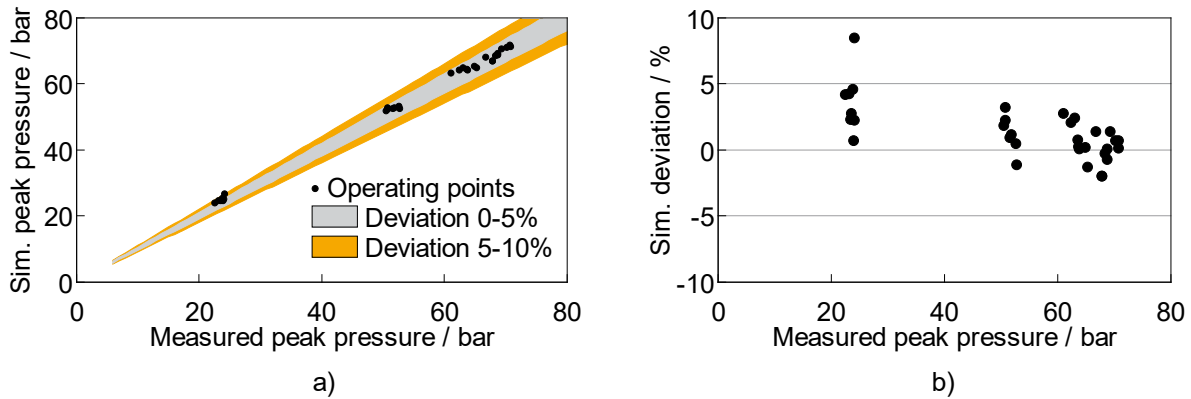 80
60
40
20
0
Sim. peak pressure / bar
Operating points
Deviation 0-5%
Deviation 5-10%
0 20 40 60 80
Measured peak pressure / bar
a)
10
5
0
-5
-10
Sim. deviation / %
0 20 40 60 80
Measured peak pressure / bar
b)